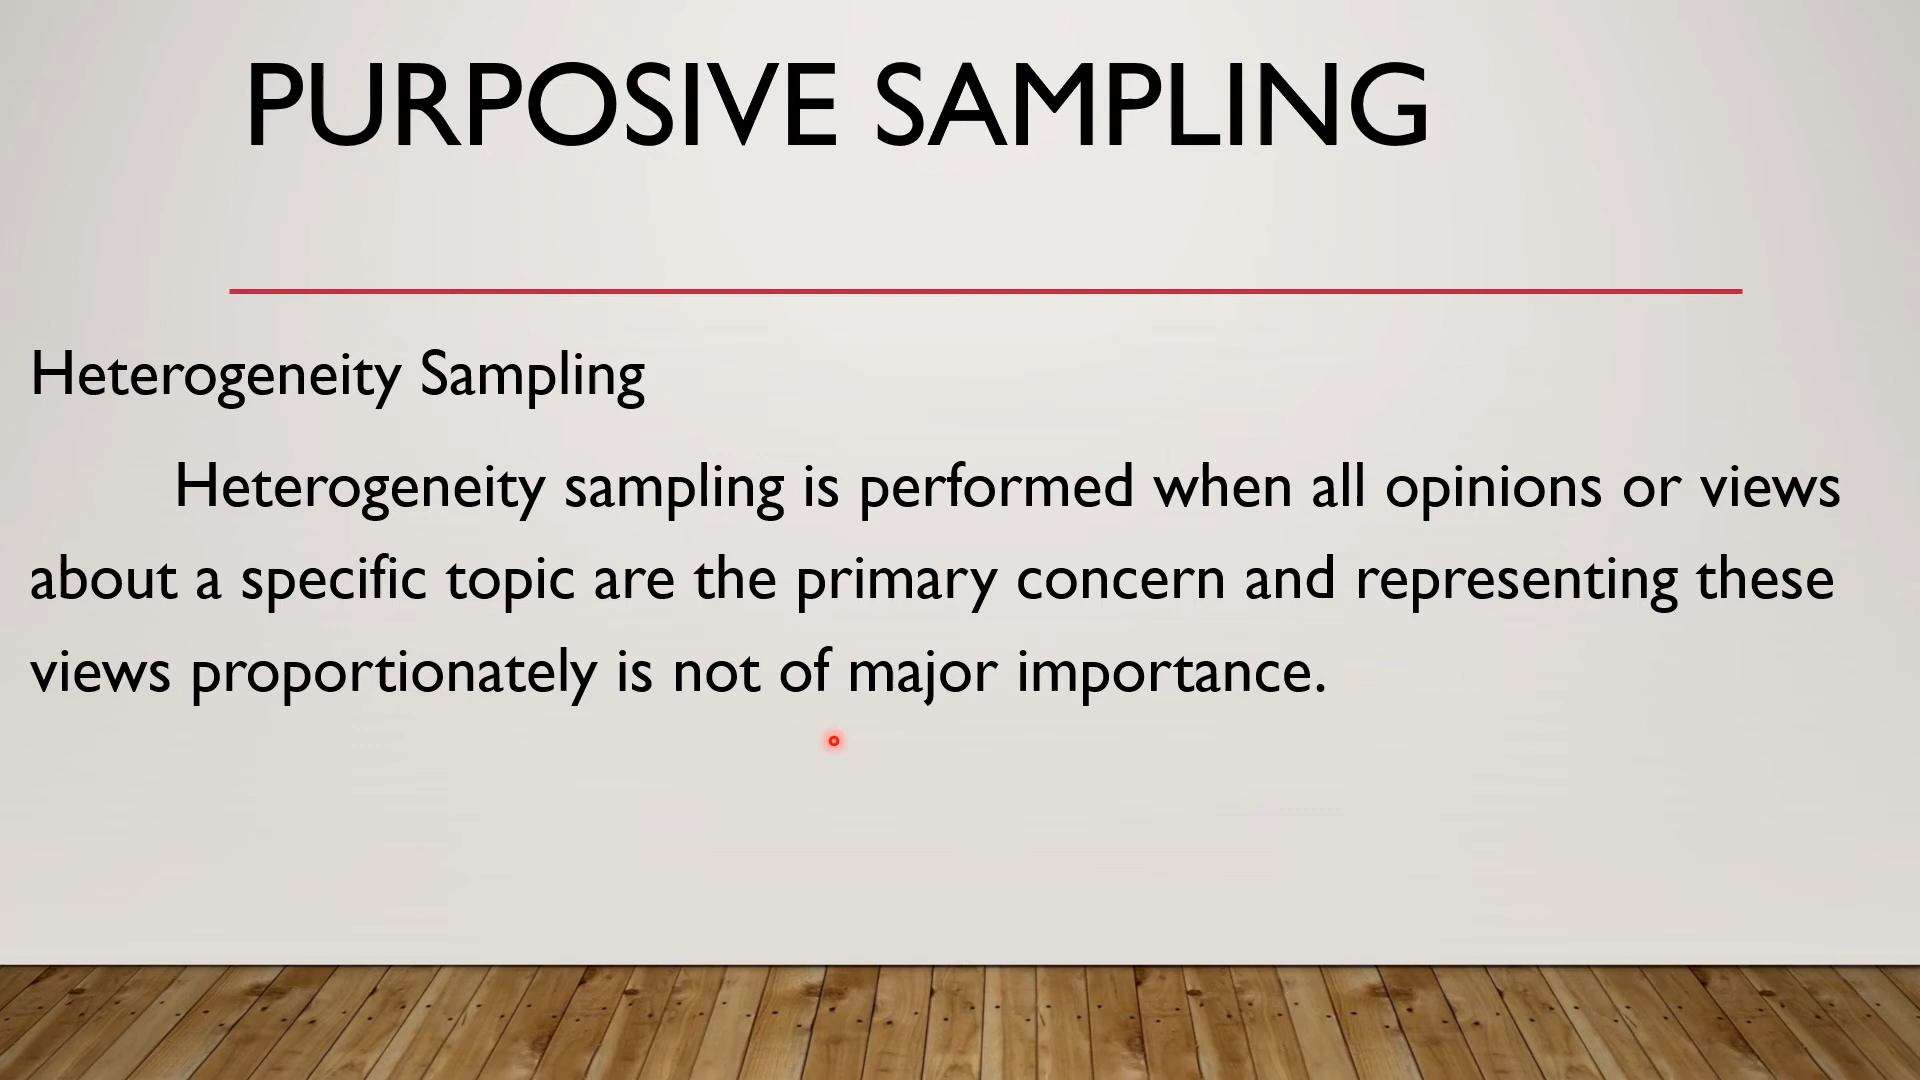 PURPOSIVE SAMPLING
Heterogeneity Sampling
Heterogeneity sampling is performed when all opinions or views
about a specific topic are the primary concern and representing these
views proportionately is not of major importance.